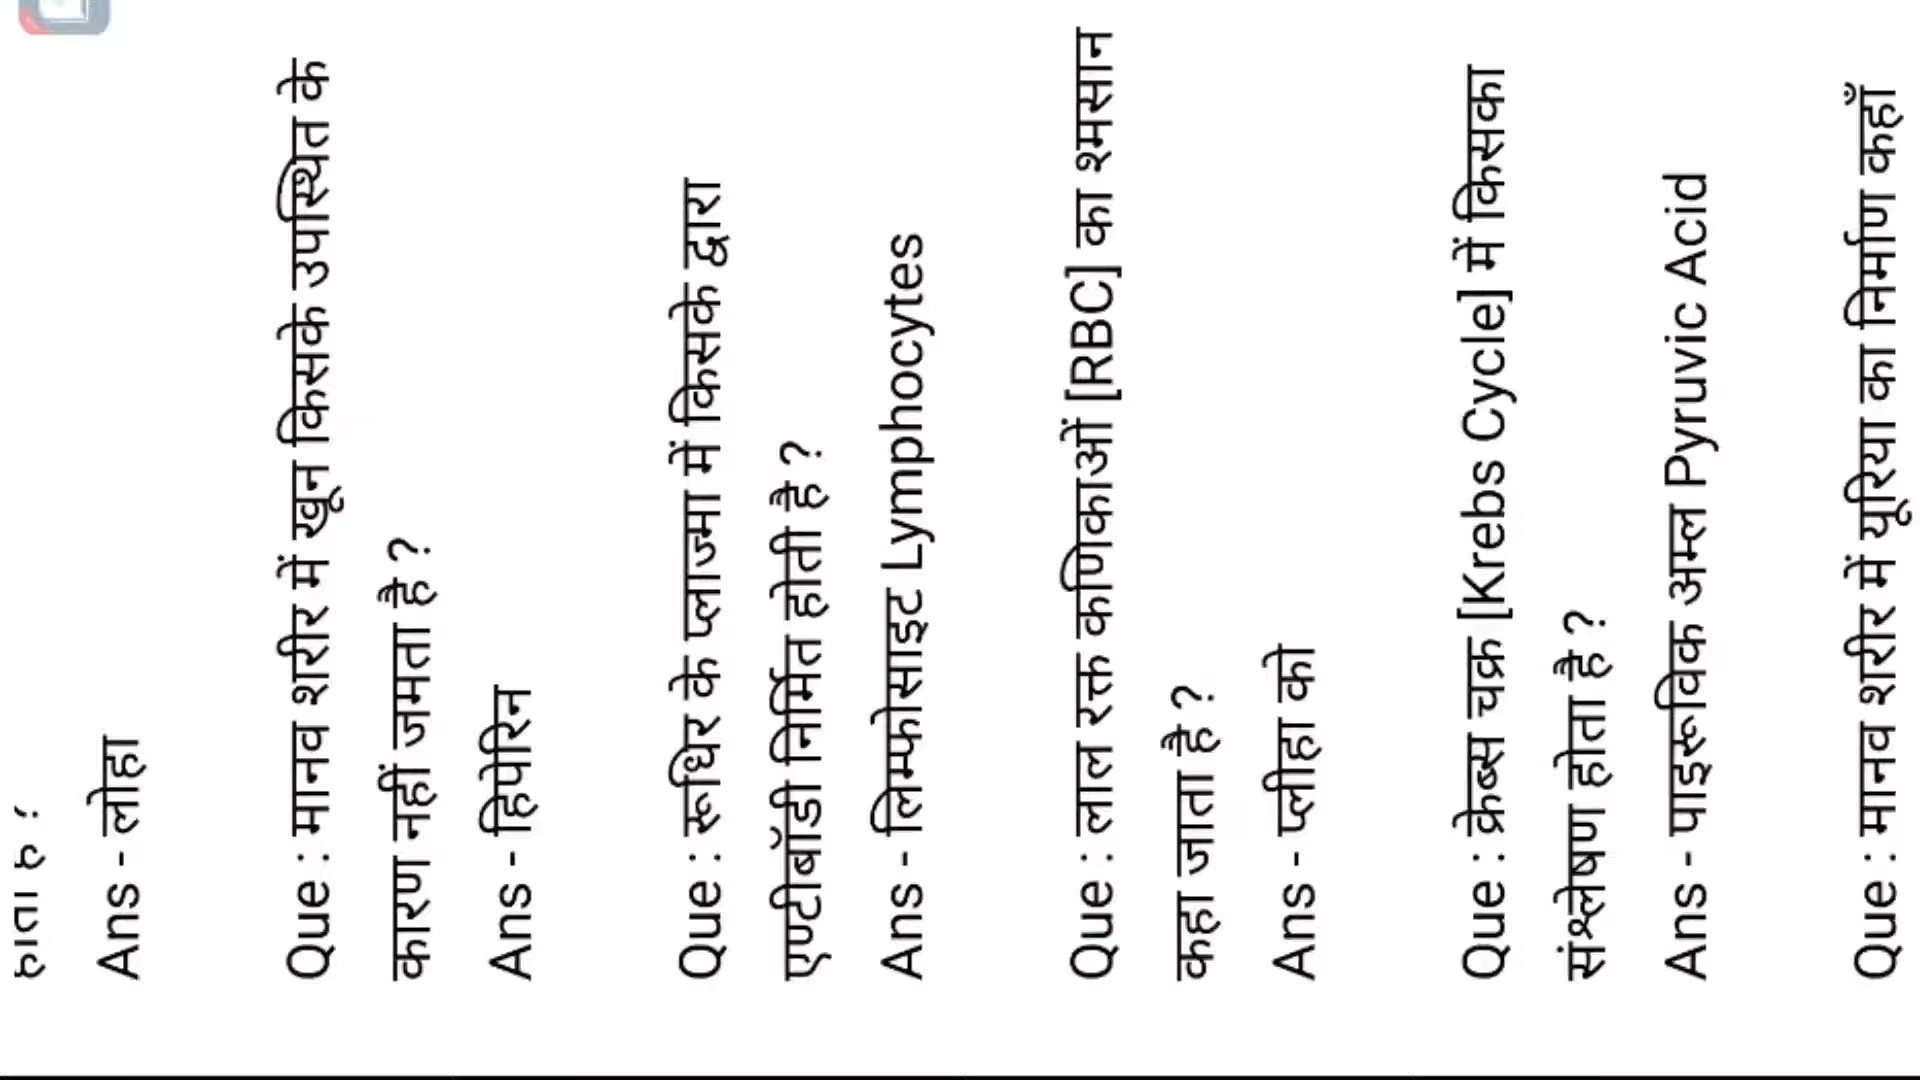 Ans - लोहा
Que : मानव शरीर में खून किसके उपस्थित के
कारण नहीं जमता है ?
Ans - हिपेरिन
Que : रूधिर के प्लाज्मा में किसके द्वारा
एण्टीबॉडी निर्मित होती है ?
Ans - लिम्फोसाइट Lymphocytes
Que : लाल रक्त कणिकाओं [RBC] का श्मसान
कहा जाता है ?
Ans - प्लीहा को
Que : क्रेब्स चक्र [Krebs Cycle] में किसका
संश्लेषण होता है ?
Ans - पाइरूविक अम्ल Pyruvic Acid
Que : मानव शरीर में यूरिया का निर्माण कहाँ